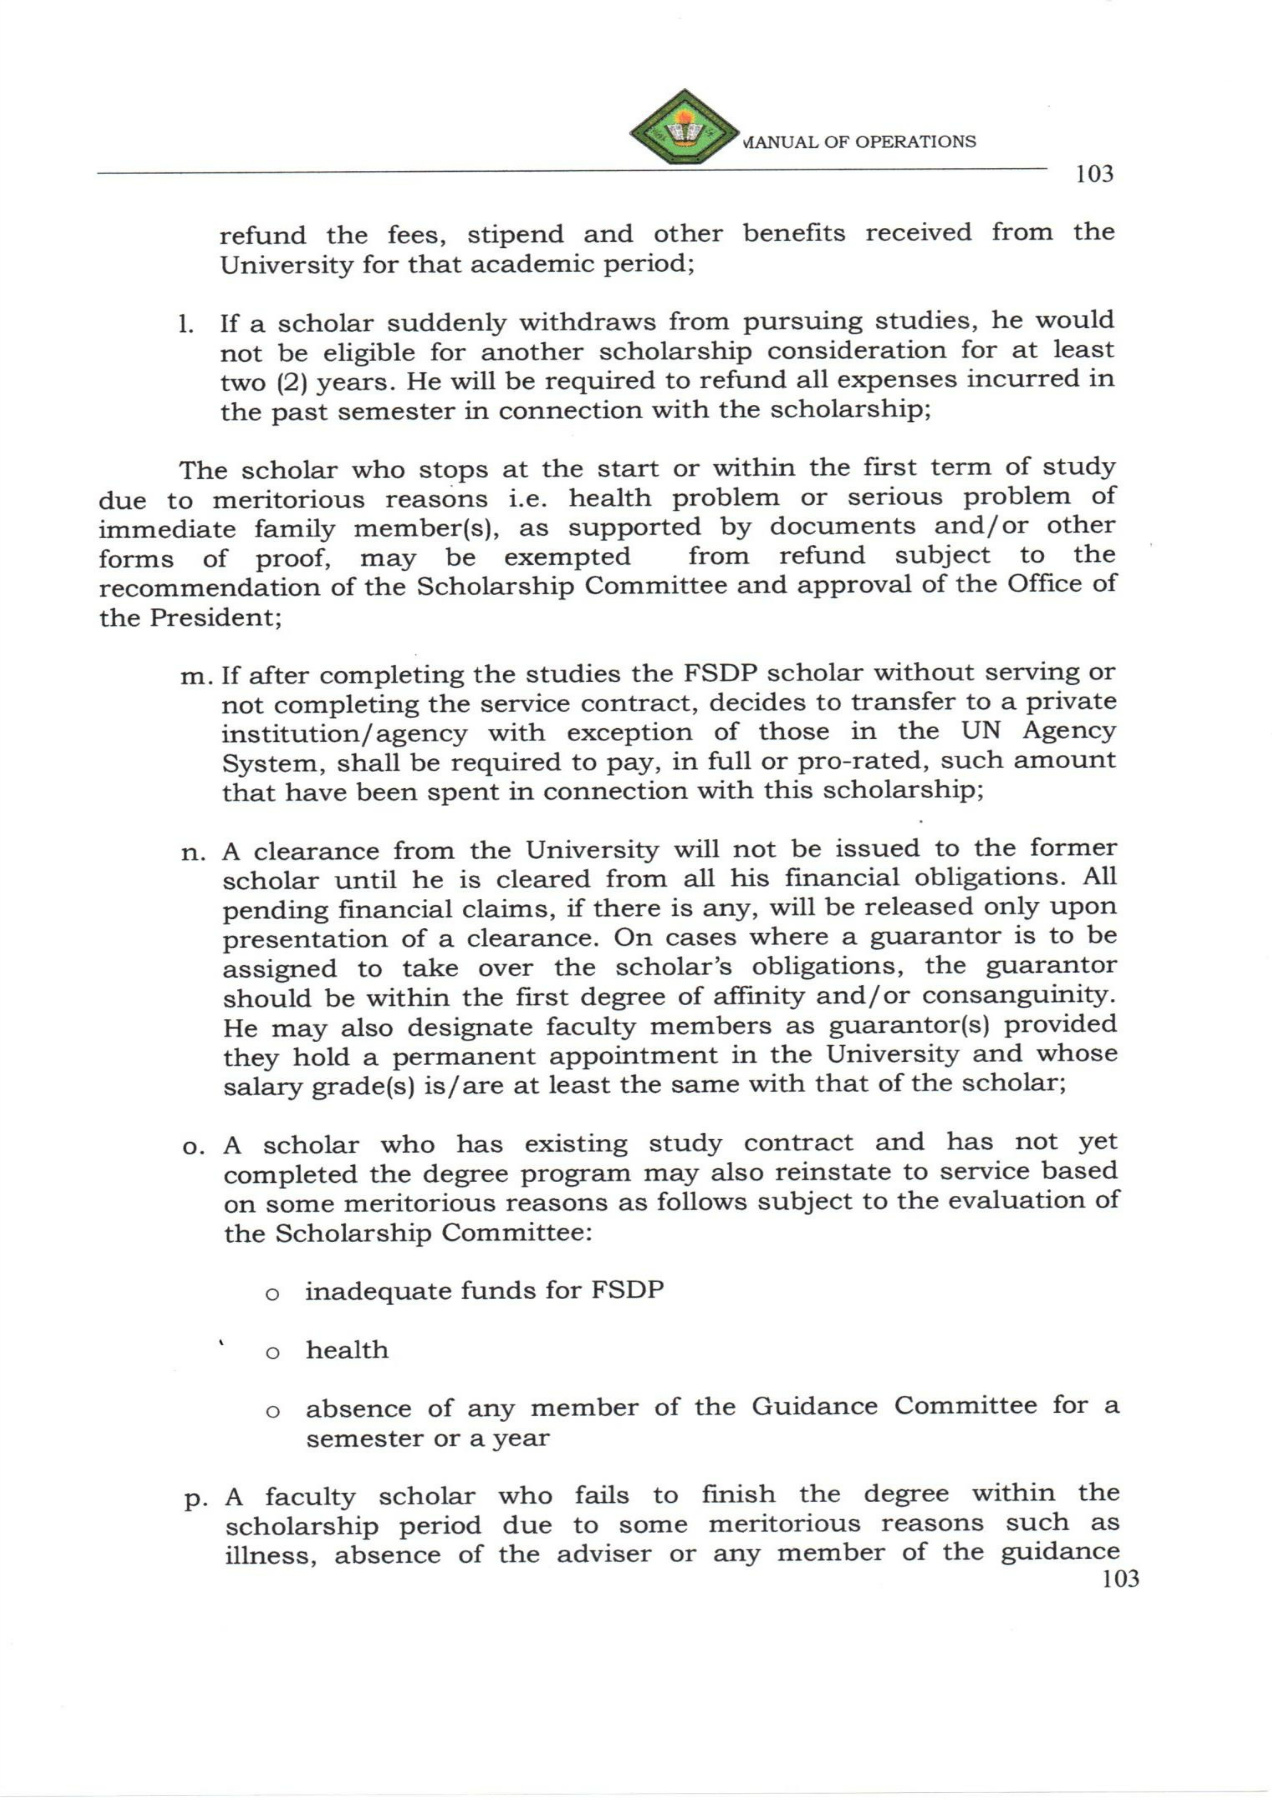 MANUAL OF OPERATIONS
103
refund the fees, stipend and other benefits received from the
University for that academic period;
l. If a scholar suddenly withdraws from pursuing studies, he would
not be eligible for another scholarship consideration for at least
two (2) years. He will be required to refund all expenses incurred in
the past semester in connection with the scholarship;
The scholar who stops at the start or within the first term of study
due to meritorious reasons i.e. health problem or serious problem of
immediate family member(s), as supported by documents and/or other
forms of proof, may be exempted from refund subject to the
recommendation of the Scholarship Committee and approval of the Office of
the President;
m. If after completing the studies the FSDP scholar without serving or
not completing the service contract, decides to transfer to a private
institution/agency with exception of those in the UN Agency
System, shall be required to pay, in full or pro-rated, such amount
that have been spent in connection with this scholarship;
n. A clearance from the University will not be issued to the former
scholar until he is cleared from all his financial obligations. All
pending financial claims, if there is any, will be released only upon
presentation of a clearance. On cases where a guarantor is to be
assigned to take over the scholar's obligations, the guarantor
should be within the first degree of affinity and/or consanguinity.
He may also designate faculty members as guarantor(s) provided
they hold a permanent appointment in the University and whose
salary grade(s) is/are at least the same with that of the scholar;
o. A scholar who has existing study contract and has not yet
completed the degree program may also reinstate to service based
on some meritorious reasons as follows subject to the evaluation of
the Scholarship Committee:
o inadequate funds for FSDP
o health
o absence of any member of the Guidance Committee for a
semester or a year
p. A faculty scholar who fails to finish the degree within the
scholarship period due to some meritorious reasons such as
illness, absence of the adviser or any member of the guidance
103